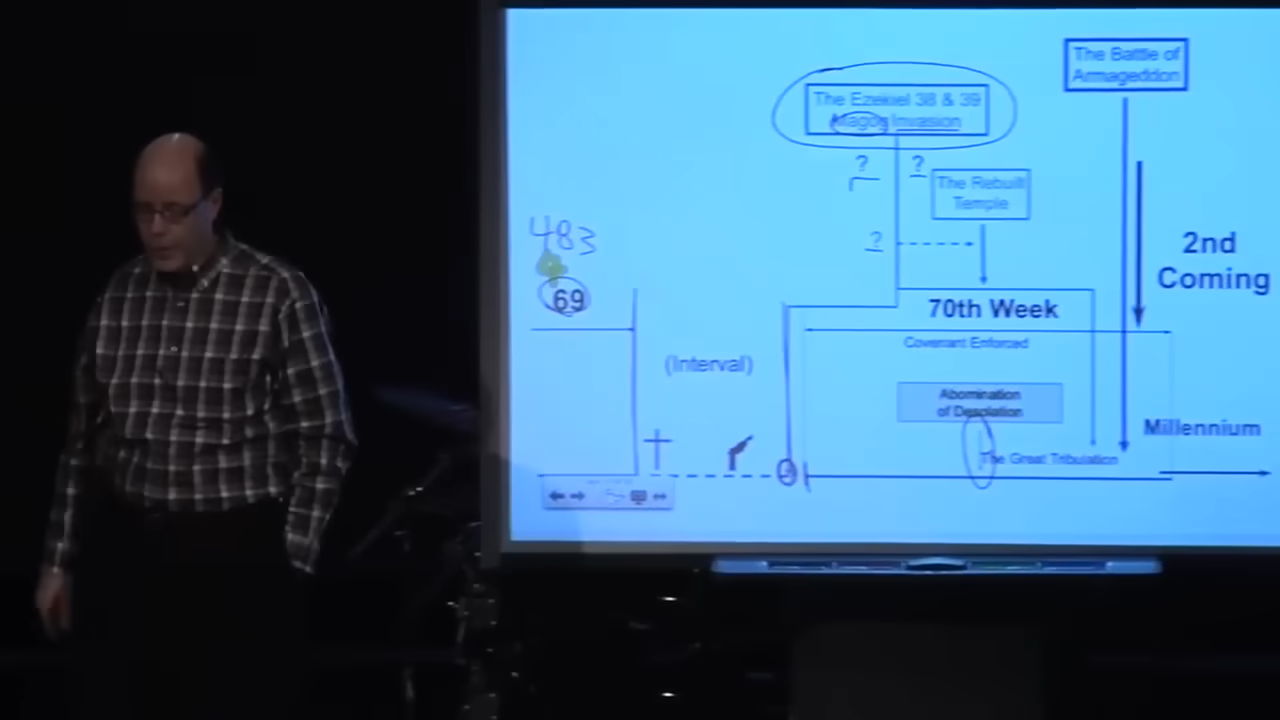 The Battle of
Armageddon
The Ezekiel 38 & 39
Magog Invasion
?
?
The Rebuilt
Temple
483
?
2nd
Coming
69
70th Week
Covenant Enforced
(Interval)
Abomination
of Desolation
Millennium
The Great Tribulation